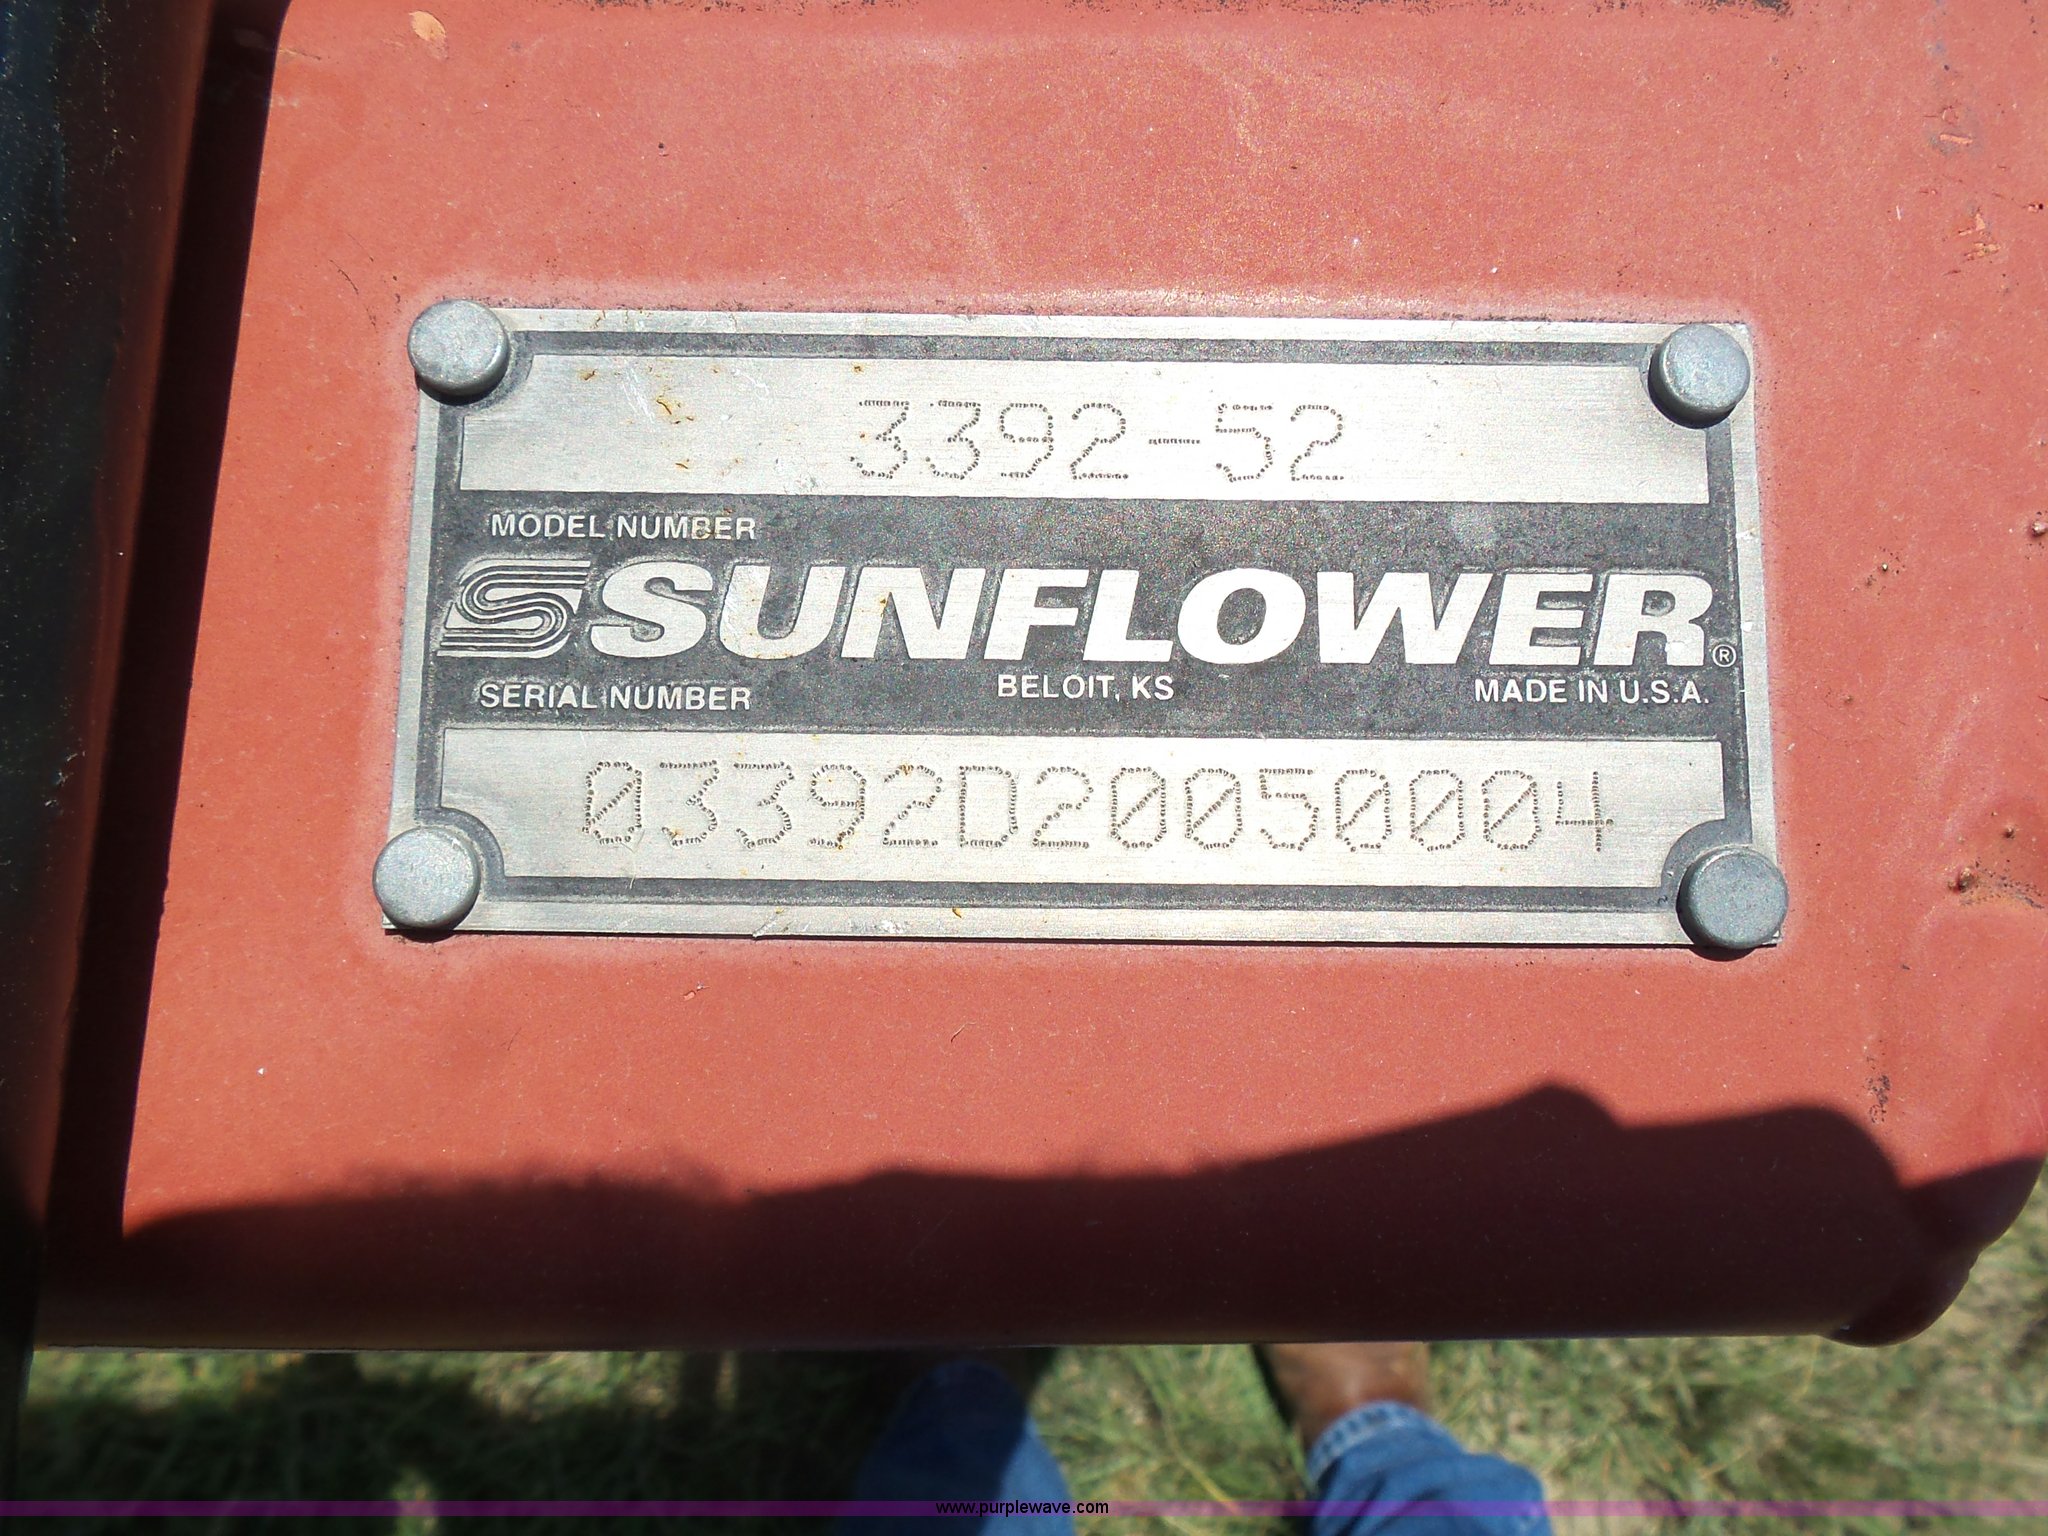 3392-52
MODEL NUMBER
SUNFLOWER®
SERIAL NUMBER BELOIT, KS MADE IN U.S.A.
03392D20050004
www.purplewave.com